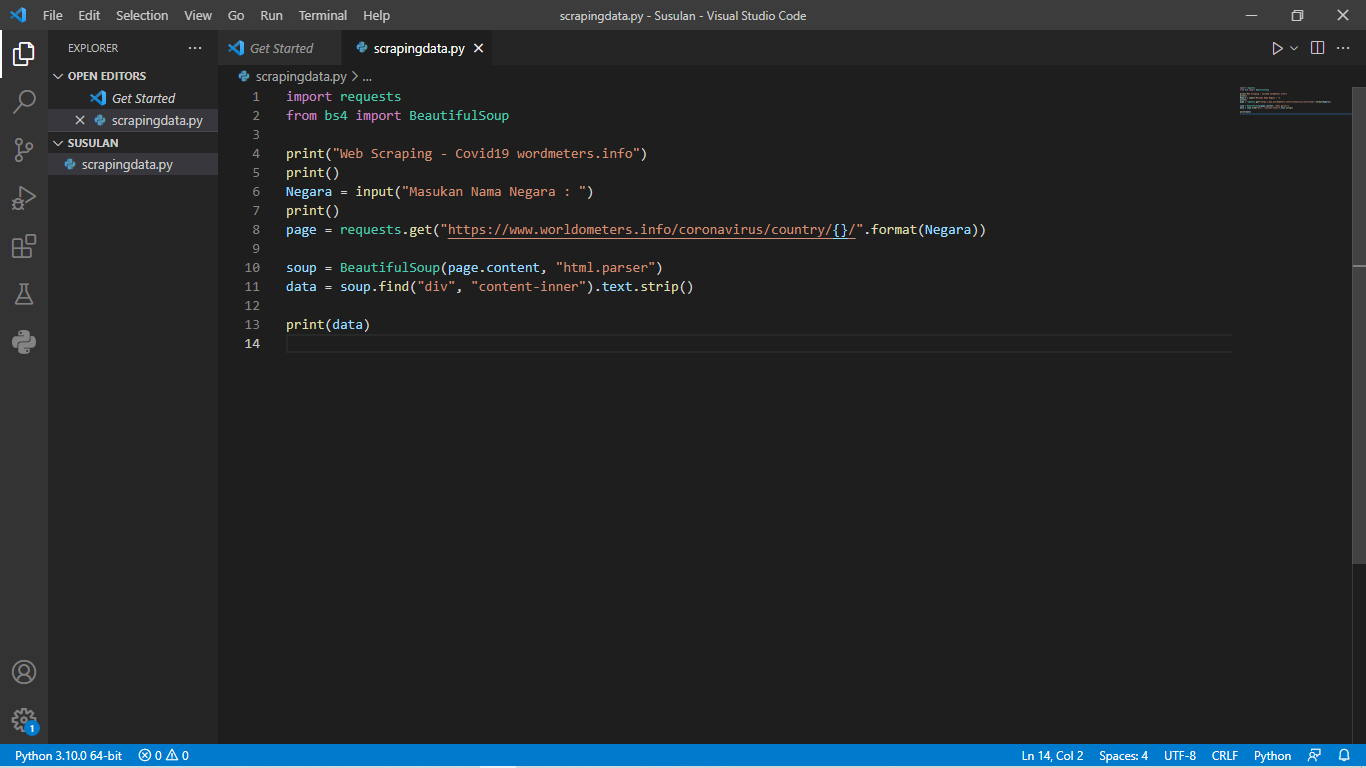 File Edit Selection View Go Run Terminal Help
scrapingdata.py - Susulan - Visual Studio Code
EXPLORER
Get Started
scrapingdata.py
OPEN EDITORS
Get Started
scrapingdata.py
SUSULAN
scrapingdata.py
scrapingdata.py > ...
1 import requests
2 from bs4 import BeautifulSoup
3
4 print("Web Scraping - Covid19 wordmeters.info")
5 print()
6 Negara = input("Masukan Nama Negara : ")
7 print()
8 page = requests.get("https://www.worldometers.info/coronavirus/country/{}/".format(Negara))
9
10 soup = BeautifulSoup(page.content, "html.parser")
11 data = soup.find("div", "content-inner").text.strip()
12
13 print(data)
14
1
Python 3.10.0 64-bit 0 0 Ln 14, Col 2 Spaces: 4 UTF-8 CRLF Python